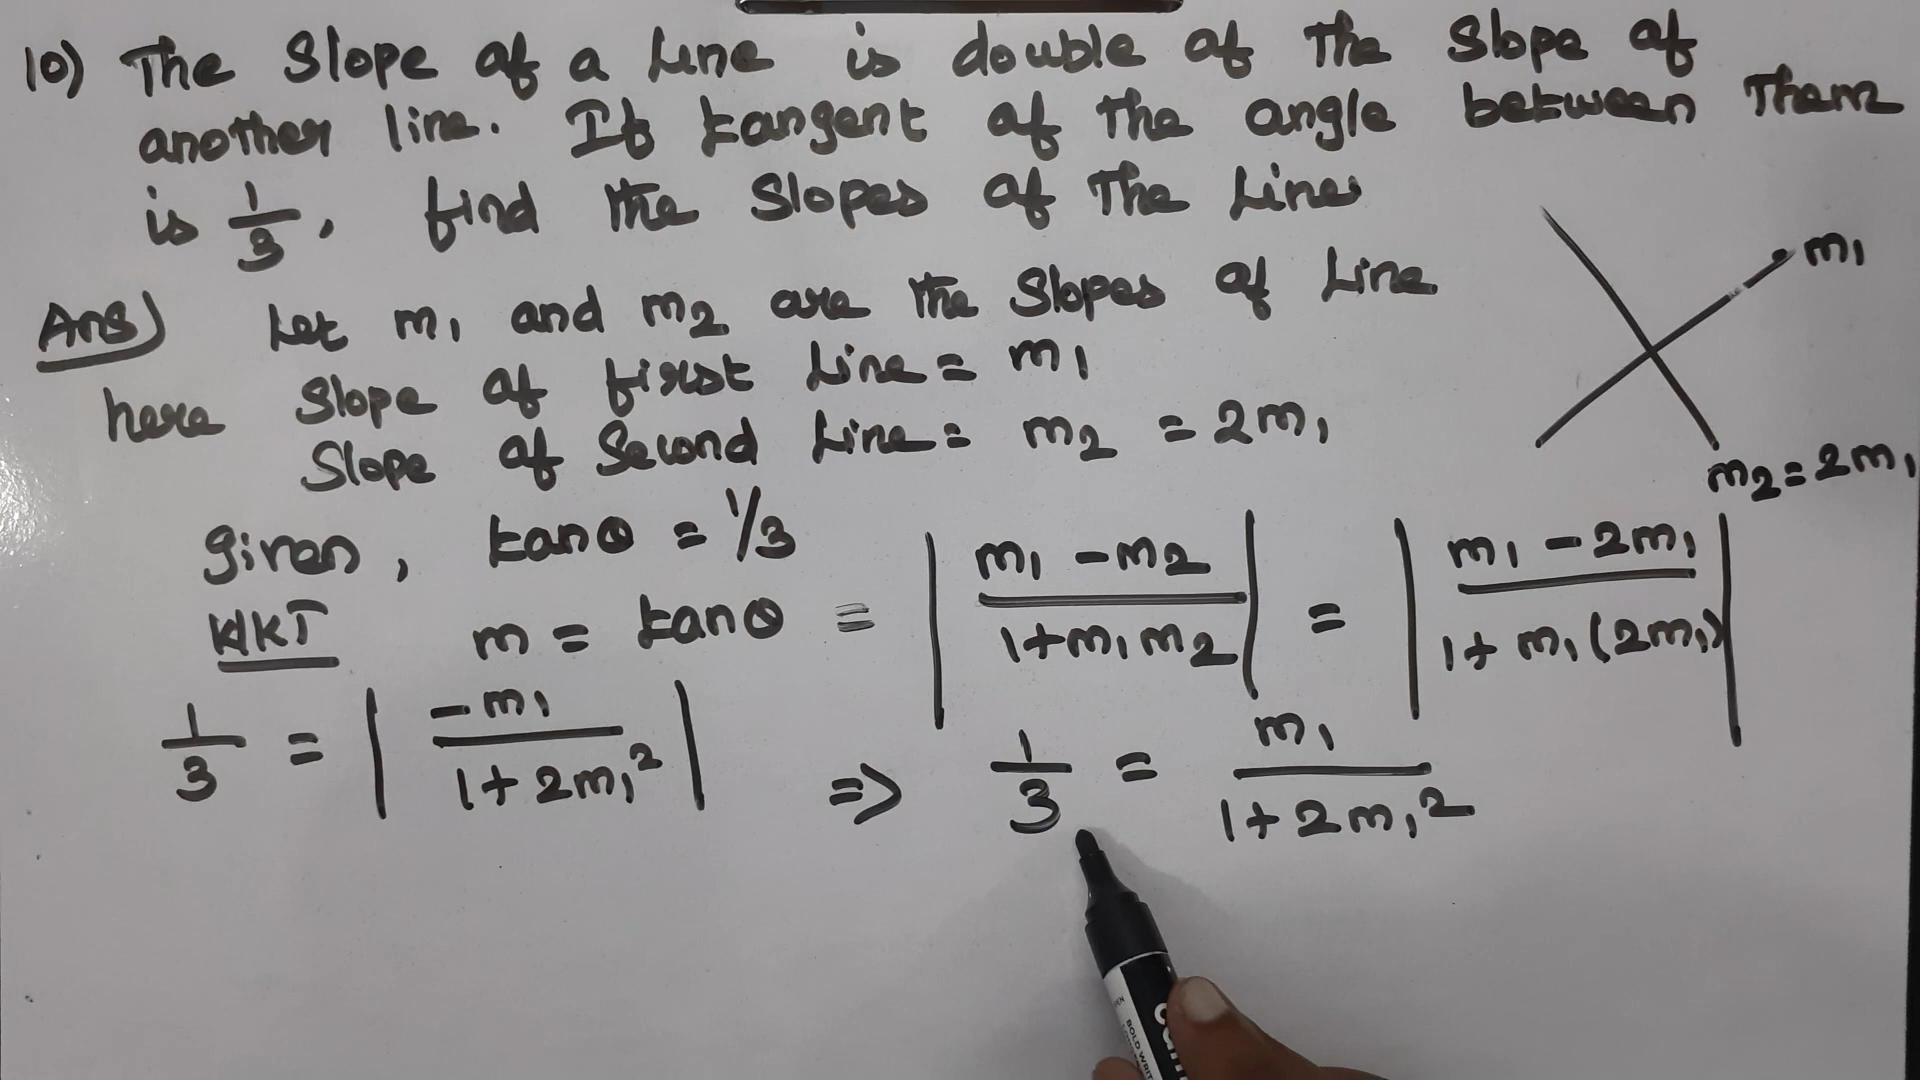 10) The Slope of a Line is double of the Slope of
another line. If tangent of the angle between them
is 1/3, find the Slopes of the Lines
Ans) Let m₁ and m₂ are the Slopes of Line
here Slope of first Line = m₁
Slope of Second Line = m₂ = 2m₁
m₁
m₂ = 2m₁
given, tanθ = 1/3
WKT m = tanθ = | (m₁ - m₂) / (1 + m₁m₂) | = | (m₁ - 2m₁) / (1 + m₁(2m₁)) |
1/3 = | -m₁ / (1 + 2m₁²) | => 1/3 = m₁ / (1 + 2m₁²)
BOLD WRIT